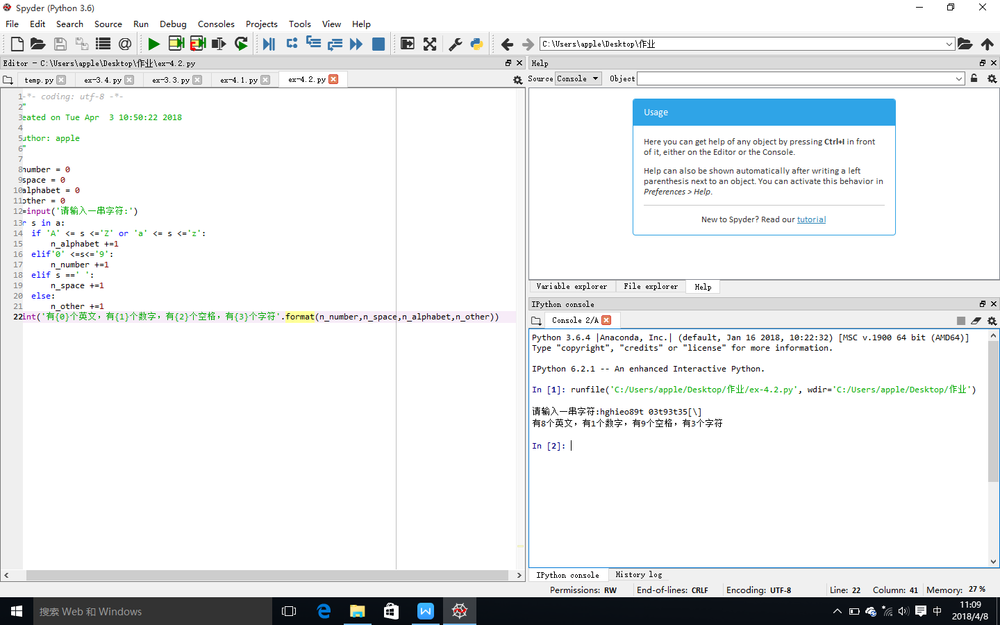 Spyder (Python 3.6)
File Edit Search Source Run Debug Consoles Projects Tools View Help
C:\Users\apple\Desktop\作业
Editor - C:\Users\apple\Desktop\作业\ex-4.2.py
temp.py ex-3.4.py ex-3.3.py ex-4.1.py ex-4.2.py
1 -*- coding: utf-8 -*-
2 "
3 eated on Tue Apr  3 10:50:22 2018
4
5 uthor: apple
6 "
7
8 number = 0
9 space = 0
10 alphabet = 0
11 other = 0
12 =input('请输入一串字符:')
13 r s in a:
14 if 'A' <= s <='Z' or 'a' <= s <='z':
15 n_alphabet +=1
16 elif'0' <=s<='9':
17 n_number +=1
18 elif s ==' ':
19 n_space +=1
20 else:
21 n_other +=1
22 int('有{0}个英文，有{1}个数字，有{2}个空格，有{3}个字符'.format(n_number,n_space,n_alphabet,n_other))
Help
Source Console Object
Usage
Here you can get help of any object by pressing Ctrl+I in front
of it, either on the Editor or the Console.
Help can also be shown automatically after writing a left
parenthesis next to an object. You can activate this behavior in
Preferences > Help.
New to Spyder? Read our tutorial
Variable explorer File explorer Help
IPython console
Console 2/A
Python 3.6.4 |Anaconda, Inc.| (default, Jan 16 2018, 10:22:32) [MSC v.1900 64 bit (AMD64)]
Type "copyright", "credits" or "license" for more information.
IPython 6.2.1 -- An enhanced Interactive Python.
In [1]: runfile('C:/Users/apple/Desktop/作业/ex-4.2.py', wdir='C:/Users/apple/Desktop/作业')
请输入一串字符:hghieo89t 03t93t35[\]
有8个英文，有1个数字，有9个空格，有3个字符
In [2]:
IPython console History log
Permissions: RW End-of-lines: CRLF Encoding: UTF-8 Line: 22 Column: 41 Memory: 27 %
搜索 Web 和 Windows
中
11:09
2018/4/8